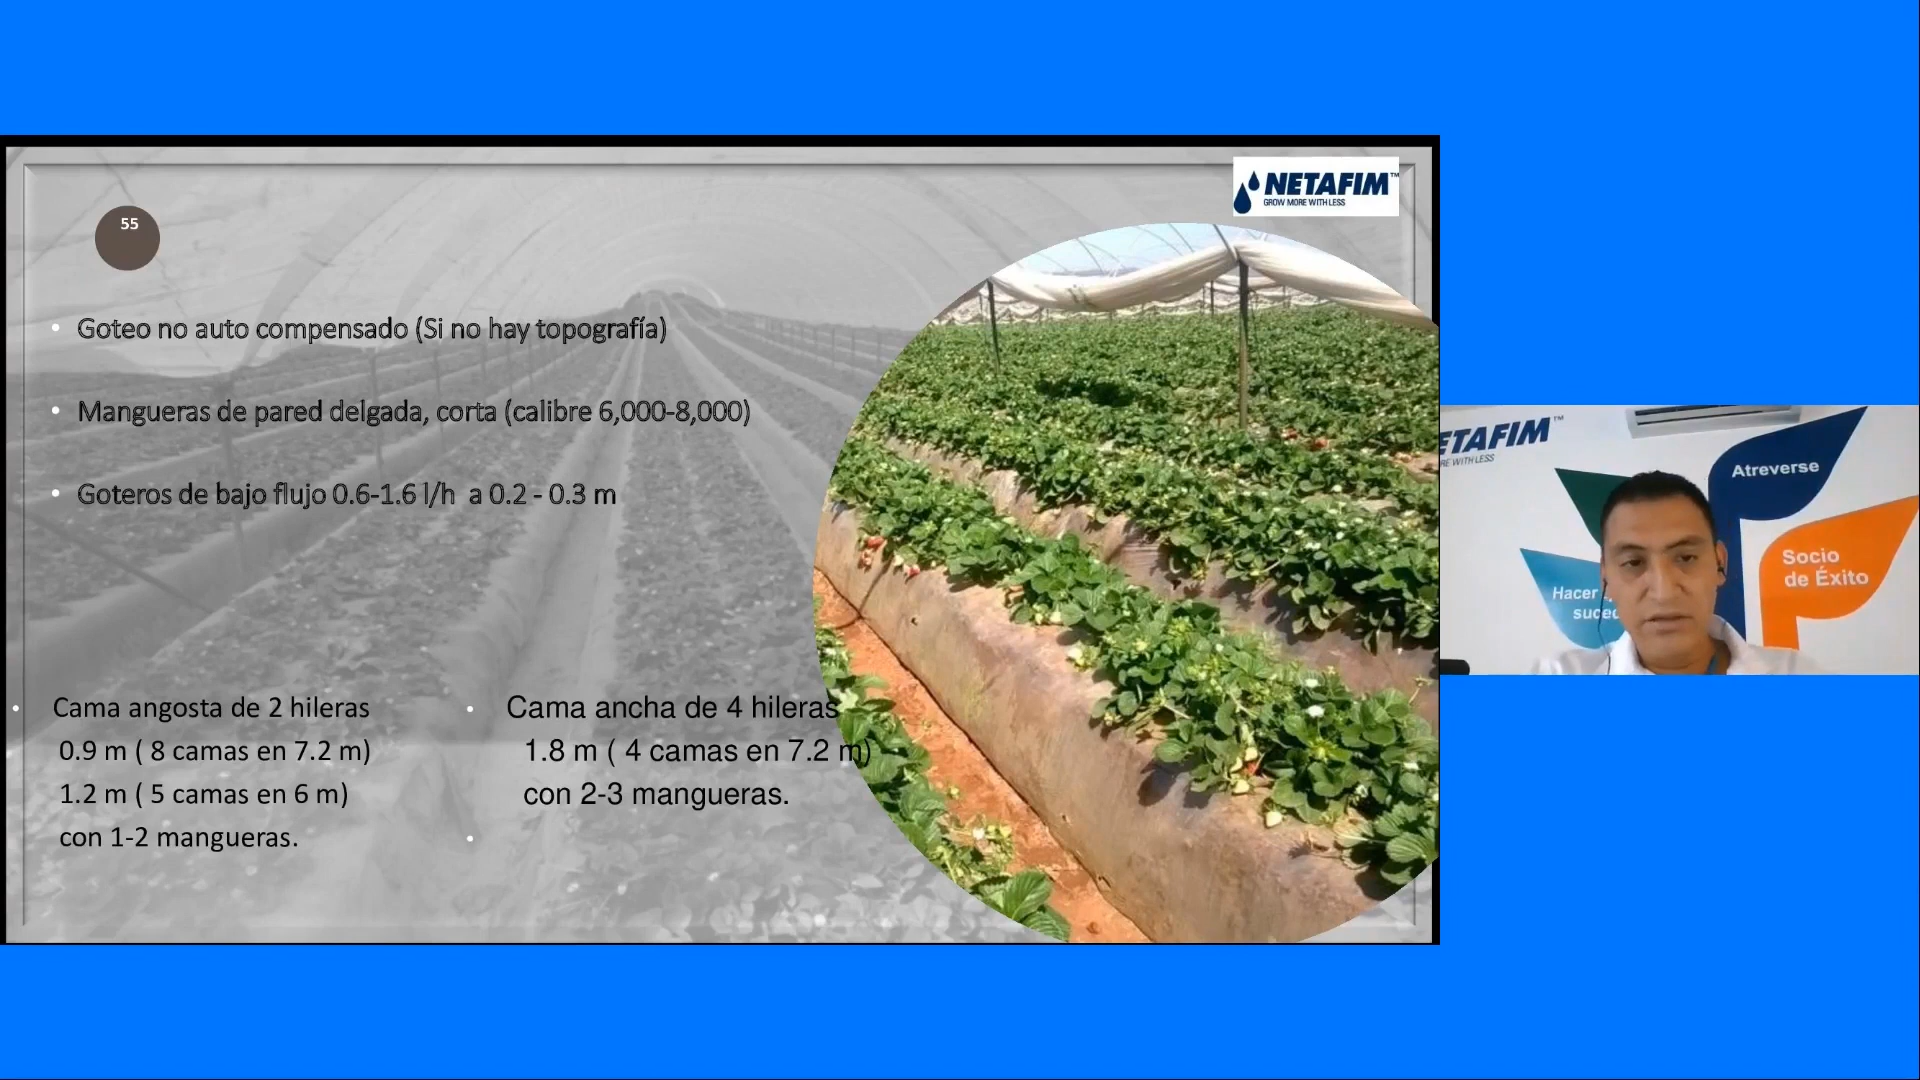 NETAFIM™
GROW MORE WITH LESS
55
• Goteo no auto compensado (Si no hay topografía)
• Mangueras de pared delgada, corta (calibre 6,000-8,000)
• Goteros de bajo flujo 0.6-1.6 l/h a 0.2 - 0.3 m
• Cama angosta de 2 hileras
0.9 m ( 8 camas en 7.2 m)
1.2 m ( 5 camas en 6 m)
con 1-2 mangueras.
• Cama ancha de 4 hileras
1.8 m ( 4 camas en 7.2 m)
con 2-3 mangueras.
•
ETAFIM™
RE WITH LESS
Atreverse
Socio
de Éxito
Hacer
suced